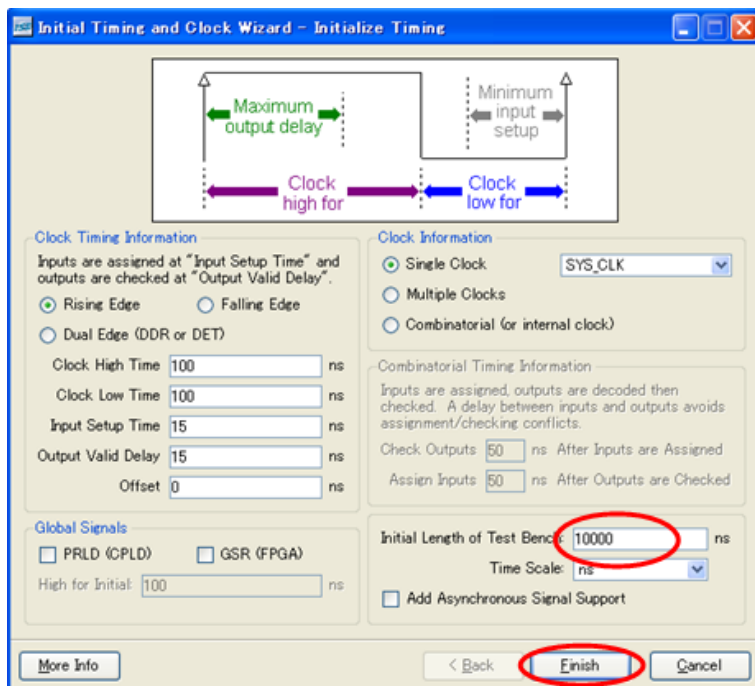 Initial Timing and Clock Wizard - Initialize Timing
Maximum output delay
Minimum input setup
Clock high for
Clock low for
Clock Timing Information
Inputs are assigned at "Input Setup Time" and
outputs are checked at "Output Valid Delay".
Rising Edge
Falling Edge
Dual Edge (DDR or DET)
Clock High Time 100 ns
Clock Low Time 100 ns
Input Setup Time 15 ns
Output Valid Delay 15 ns
Offset 0 ns
Global Signals
PRLD (CPLD)
GSR (FPGA)
High for Initial: 100 ns
Clock Information
Single Clock SYS_CLK
Multiple Clocks
Combinatorial (or internal clock)
Combinatorial Timing Information
Inputs are assigned, outputs are decoded then
checked. A delay between inputs and outputs avoids
assignment/checking conflicts.
Check Outputs 50 ns After Inputs are Assigned
Assign Inputs 50 ns After Outputs are Checked
Initial Length of Test Bench: 10000 ns
Time Scale: ns
Add Asynchronous Signal Support
More Info
< Back
Finish
Cancel